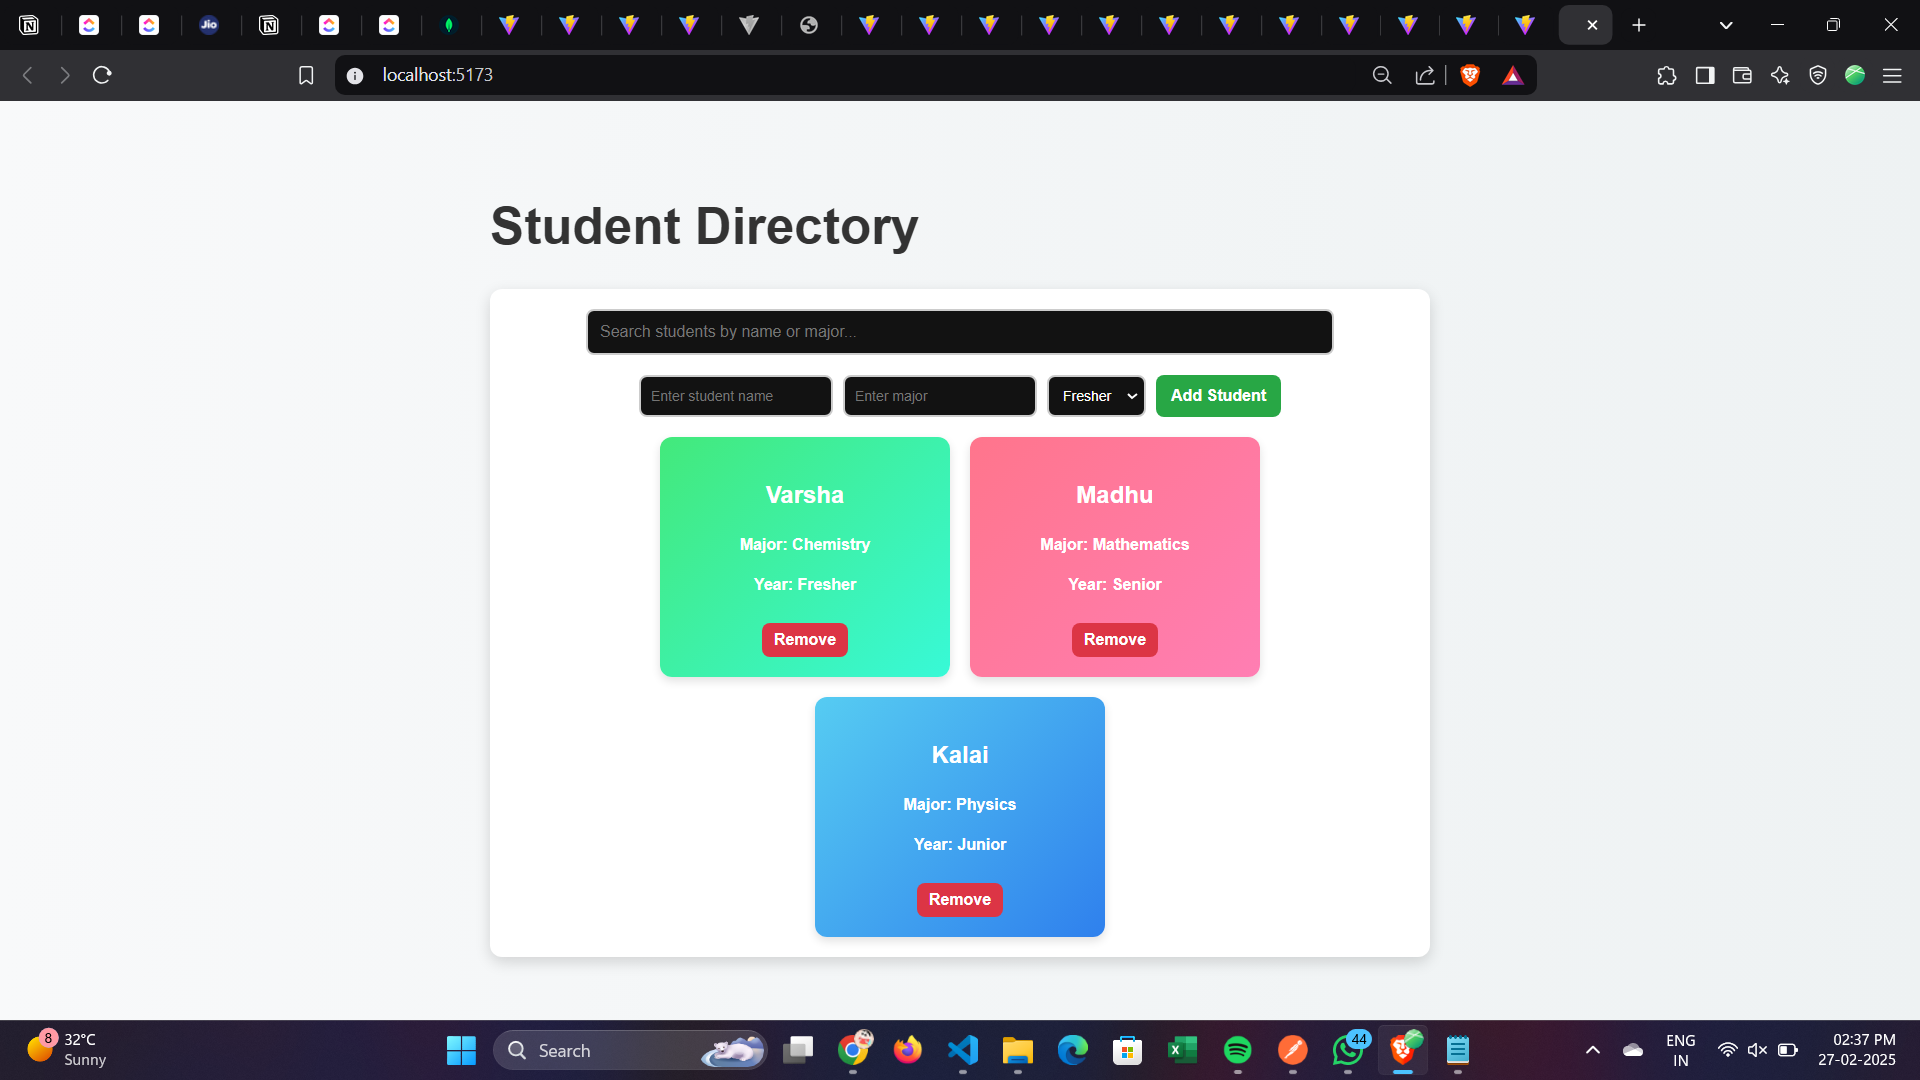 Jio
localhost:5173
Student Directory
Search students by name or major...
Enter student name
Enter major
Fresher
Add Student
Varsha
Major: Chemistry
Year: Fresher
Remove
Madhu
Major: Mathematics
Year: Senior
Remove
Kalai
Major: Physics
Year: Junior
Remove
8
32°C
Sunny
Search
44
ENG
IN
02:37 PM
27-02-2025